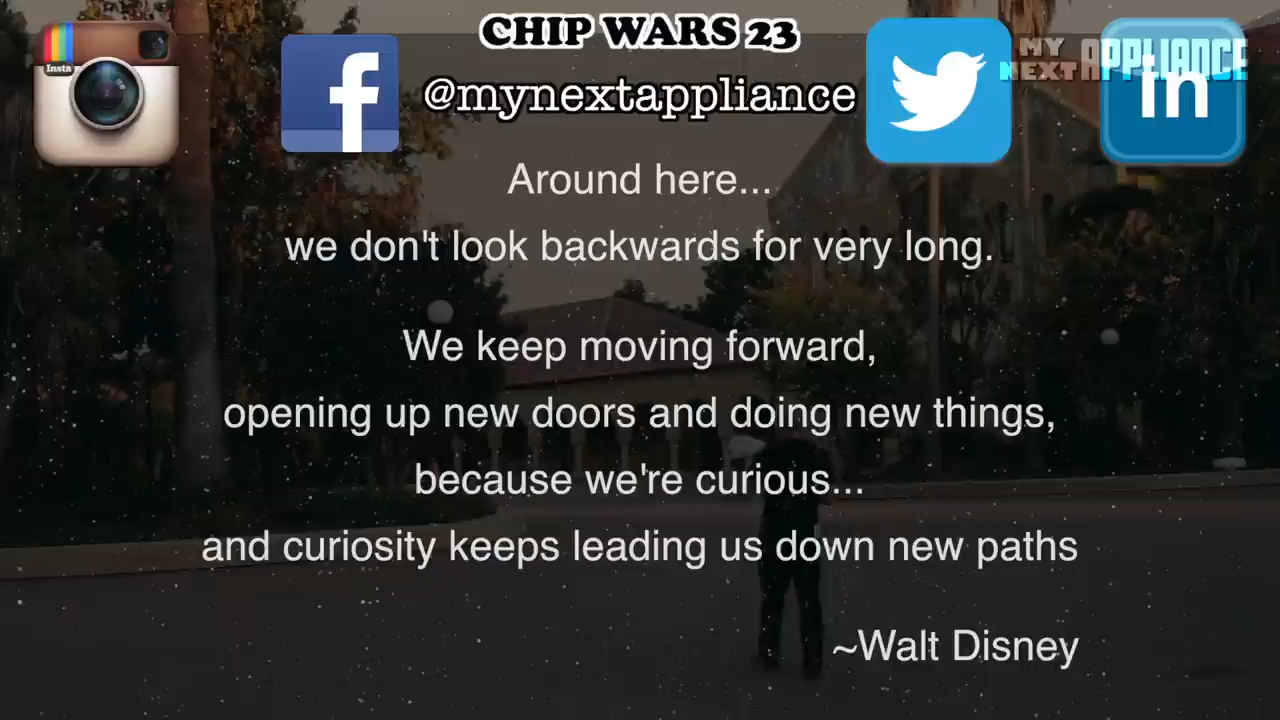 CHIP WARS 23
Insta
@mynextappliance
MY NEXT APPLIANCE
in
Around here...
we don't look backwards for very long.
We keep moving forward,
opening up new doors and doing new things,
because we're curious...
and curiosity keeps leading us down new paths
~Walt Disney